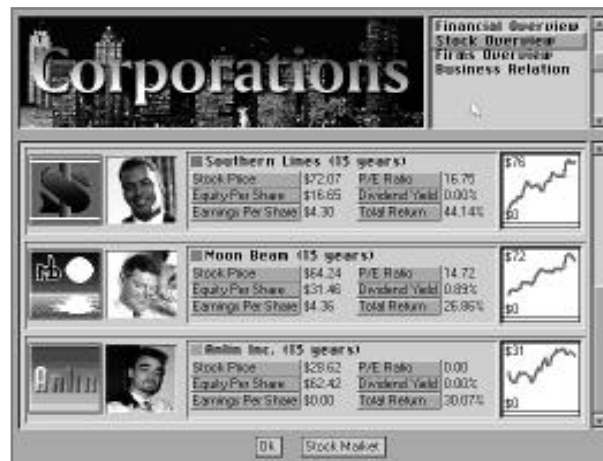 Corporations
Financial Overview
Stock Overview
Firms Overview
Business Relation
Southern Lines (15 years)
Stock Price $72.07 P/E Ratio 16.75
Equity Per Share $16.65 Dividend Yield 0.00%
Earnings Per Share $4.30 Total Return 44.14%
$76
$0
Moon Beam (15 years)
Stock Price $64.24 P/E Ratio 14.72
Equity Per Share $31.46 Dividend Yield 0.89%
Earnings Per Share $4.36 Total Return 26.86%
$72
$0
Anlim Inc. (15 years)
Stock Price $28.62 P/E Ratio 0.00
Equity Per Share $62.42 Dividend Yield 0.00%
Earnings Per Share $0.00 Total Return 30.07%
$31
$0
Ok Stock Market